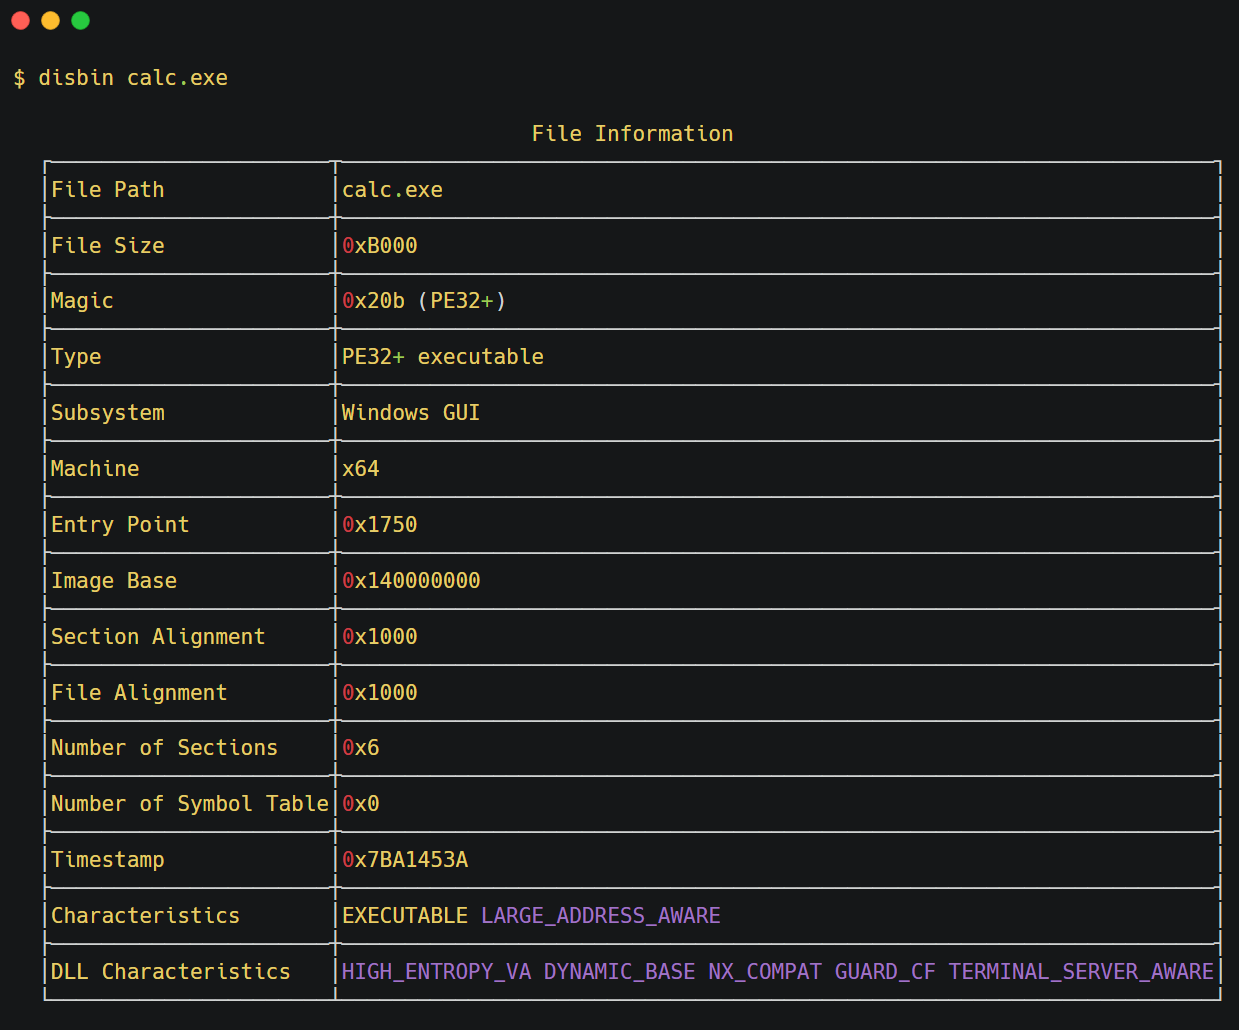 $ disbin calc.exe
File Information
File Path calc.exe
File Size 0xB000
Magic 0x20b (PE32+)
Type PE32+ executable
Subsystem Windows GUI
Machine x64
Entry Point 0x1750
Image Base 0x140000000
Section Alignment 0x1000
File Alignment 0x1000
Number of Sections 0x6
Number of Symbol Table 0x0
Timestamp 0x7BA1453A
Characteristics EXECUTABLE LARGE_ADDRESS_AWARE
DLL Characteristics HIGH_ENTROPY_VA DYNAMIC_BASE NX_COMPAT GUARD_CF TERMINAL_SERVER_AWARE